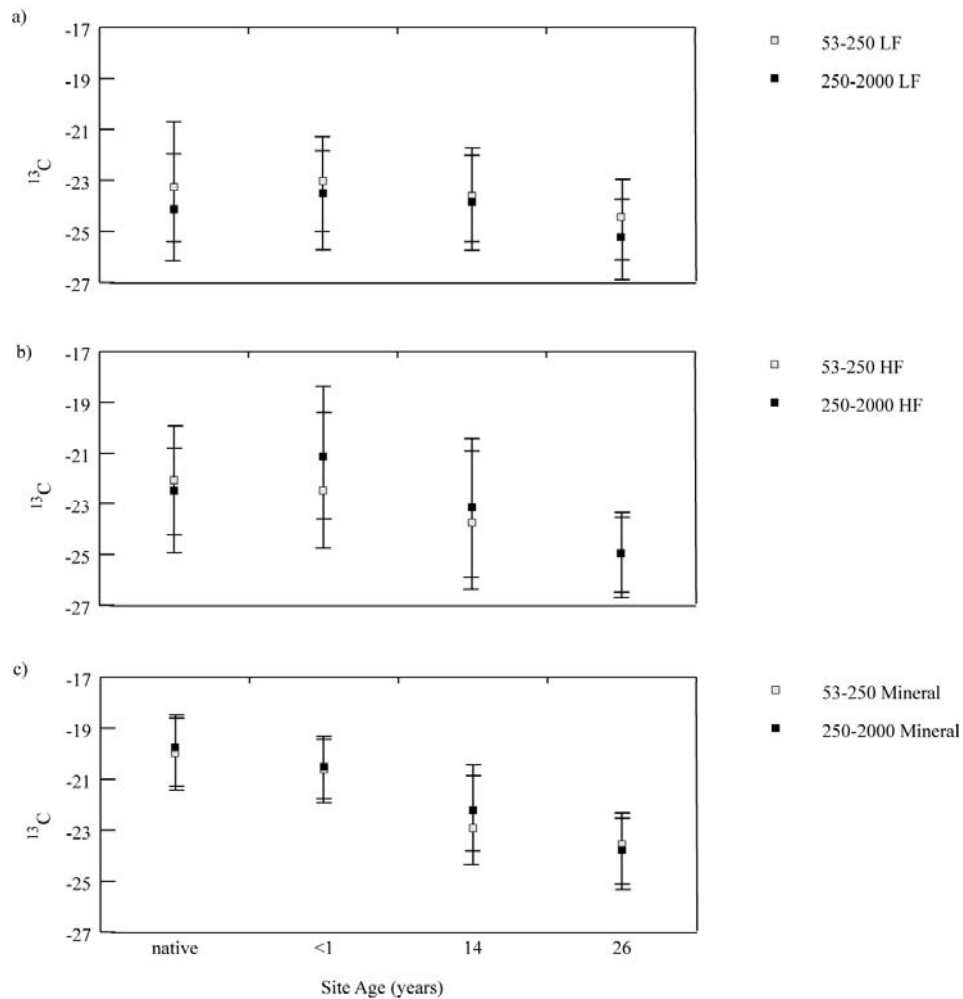 a)
-17
-19
-21
-23
-25
-27
13C
53-250 LF
250-2000 LF
b)
-17
-19
-21
-23
-25
-27
13C
53-250 HF
250-2000 HF
c)
-17
-19
-21
-23
-25
-27
13C
53-250 Mineral
250-2000 Mineral
native <1 14 26
Site Age (years)